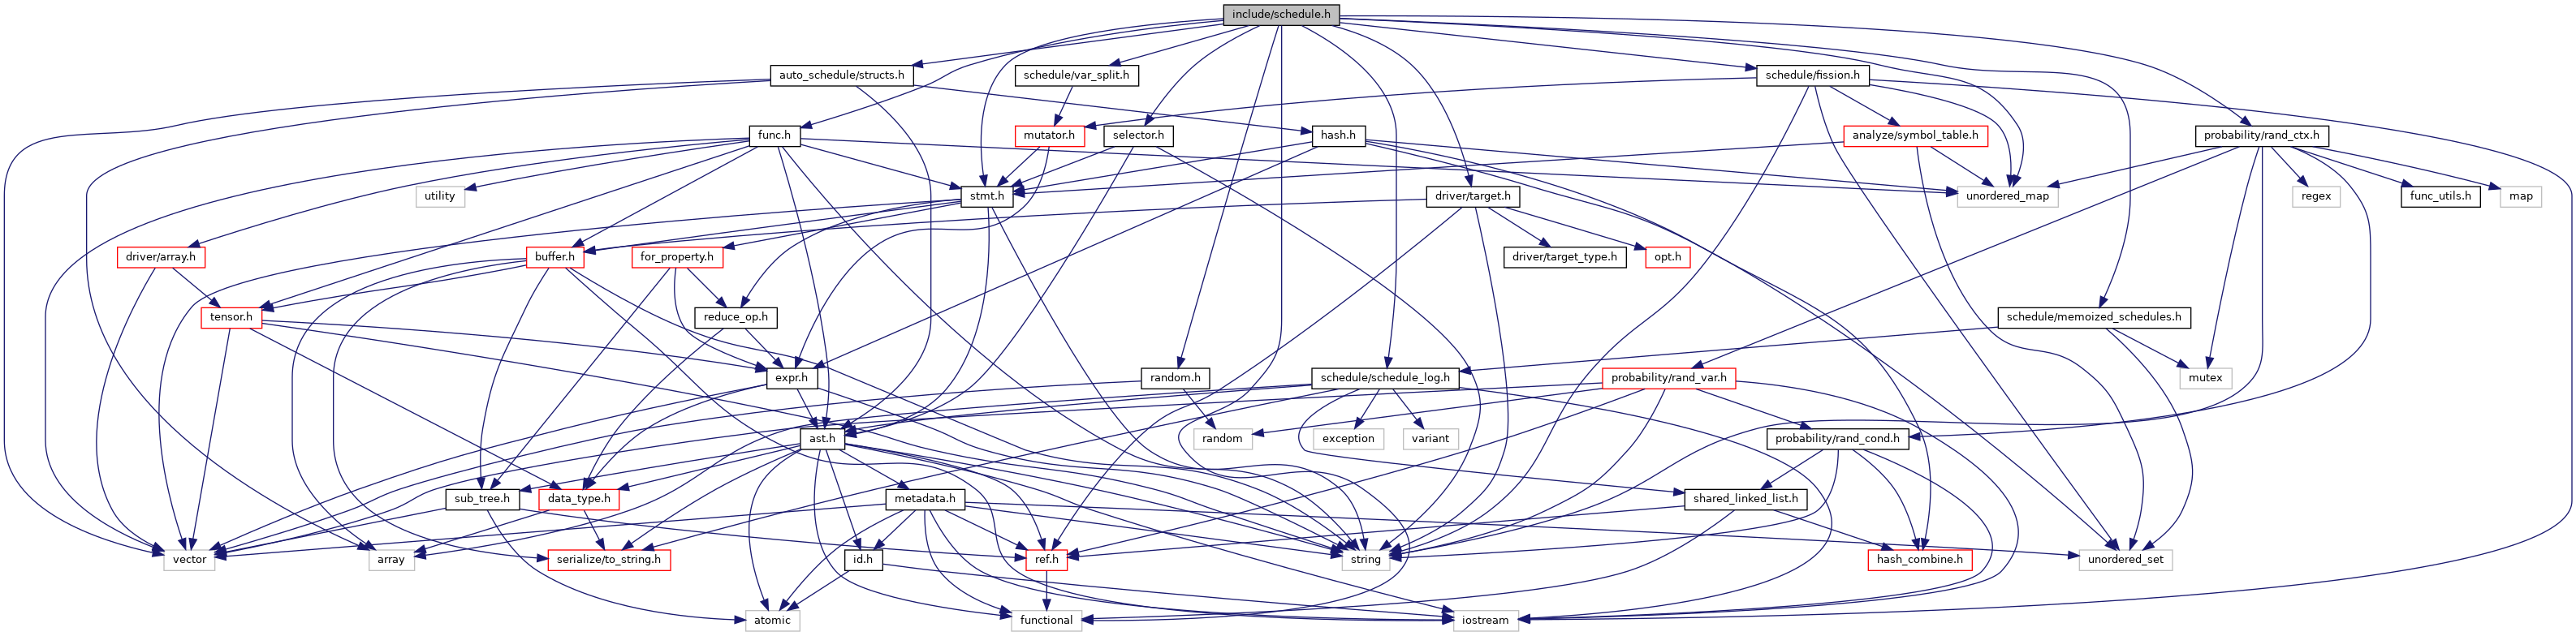 include/schedule.h
auto_schedule/structs.h
schedule/var_split.h
schedule/fission.h
func.h
mutator.h
selector.h
hash.h
analyze/symbol_table.h
probability/rand_ctx.h
utility
stmt.h
driver/target.h
unordered_map
regex
func_utils.h
map
driver/array.h
buffer.h
for_property.h
driver/target_type.h
opt.h
tensor.h
reduce_op.h
schedule/memoized_schedules.h
expr.h
random.h
schedule/schedule_log.h
probability/rand_var.h
mutex
ast.h
random
exception
variant
probability/rand_cond.h
sub_tree.h
data_type.h
metadata.h
shared_linked_list.h
vector
array
serialize/to_string.h
id.h
ref.h
string
hash_combine.h
unordered_set
atomic
functional
iostream